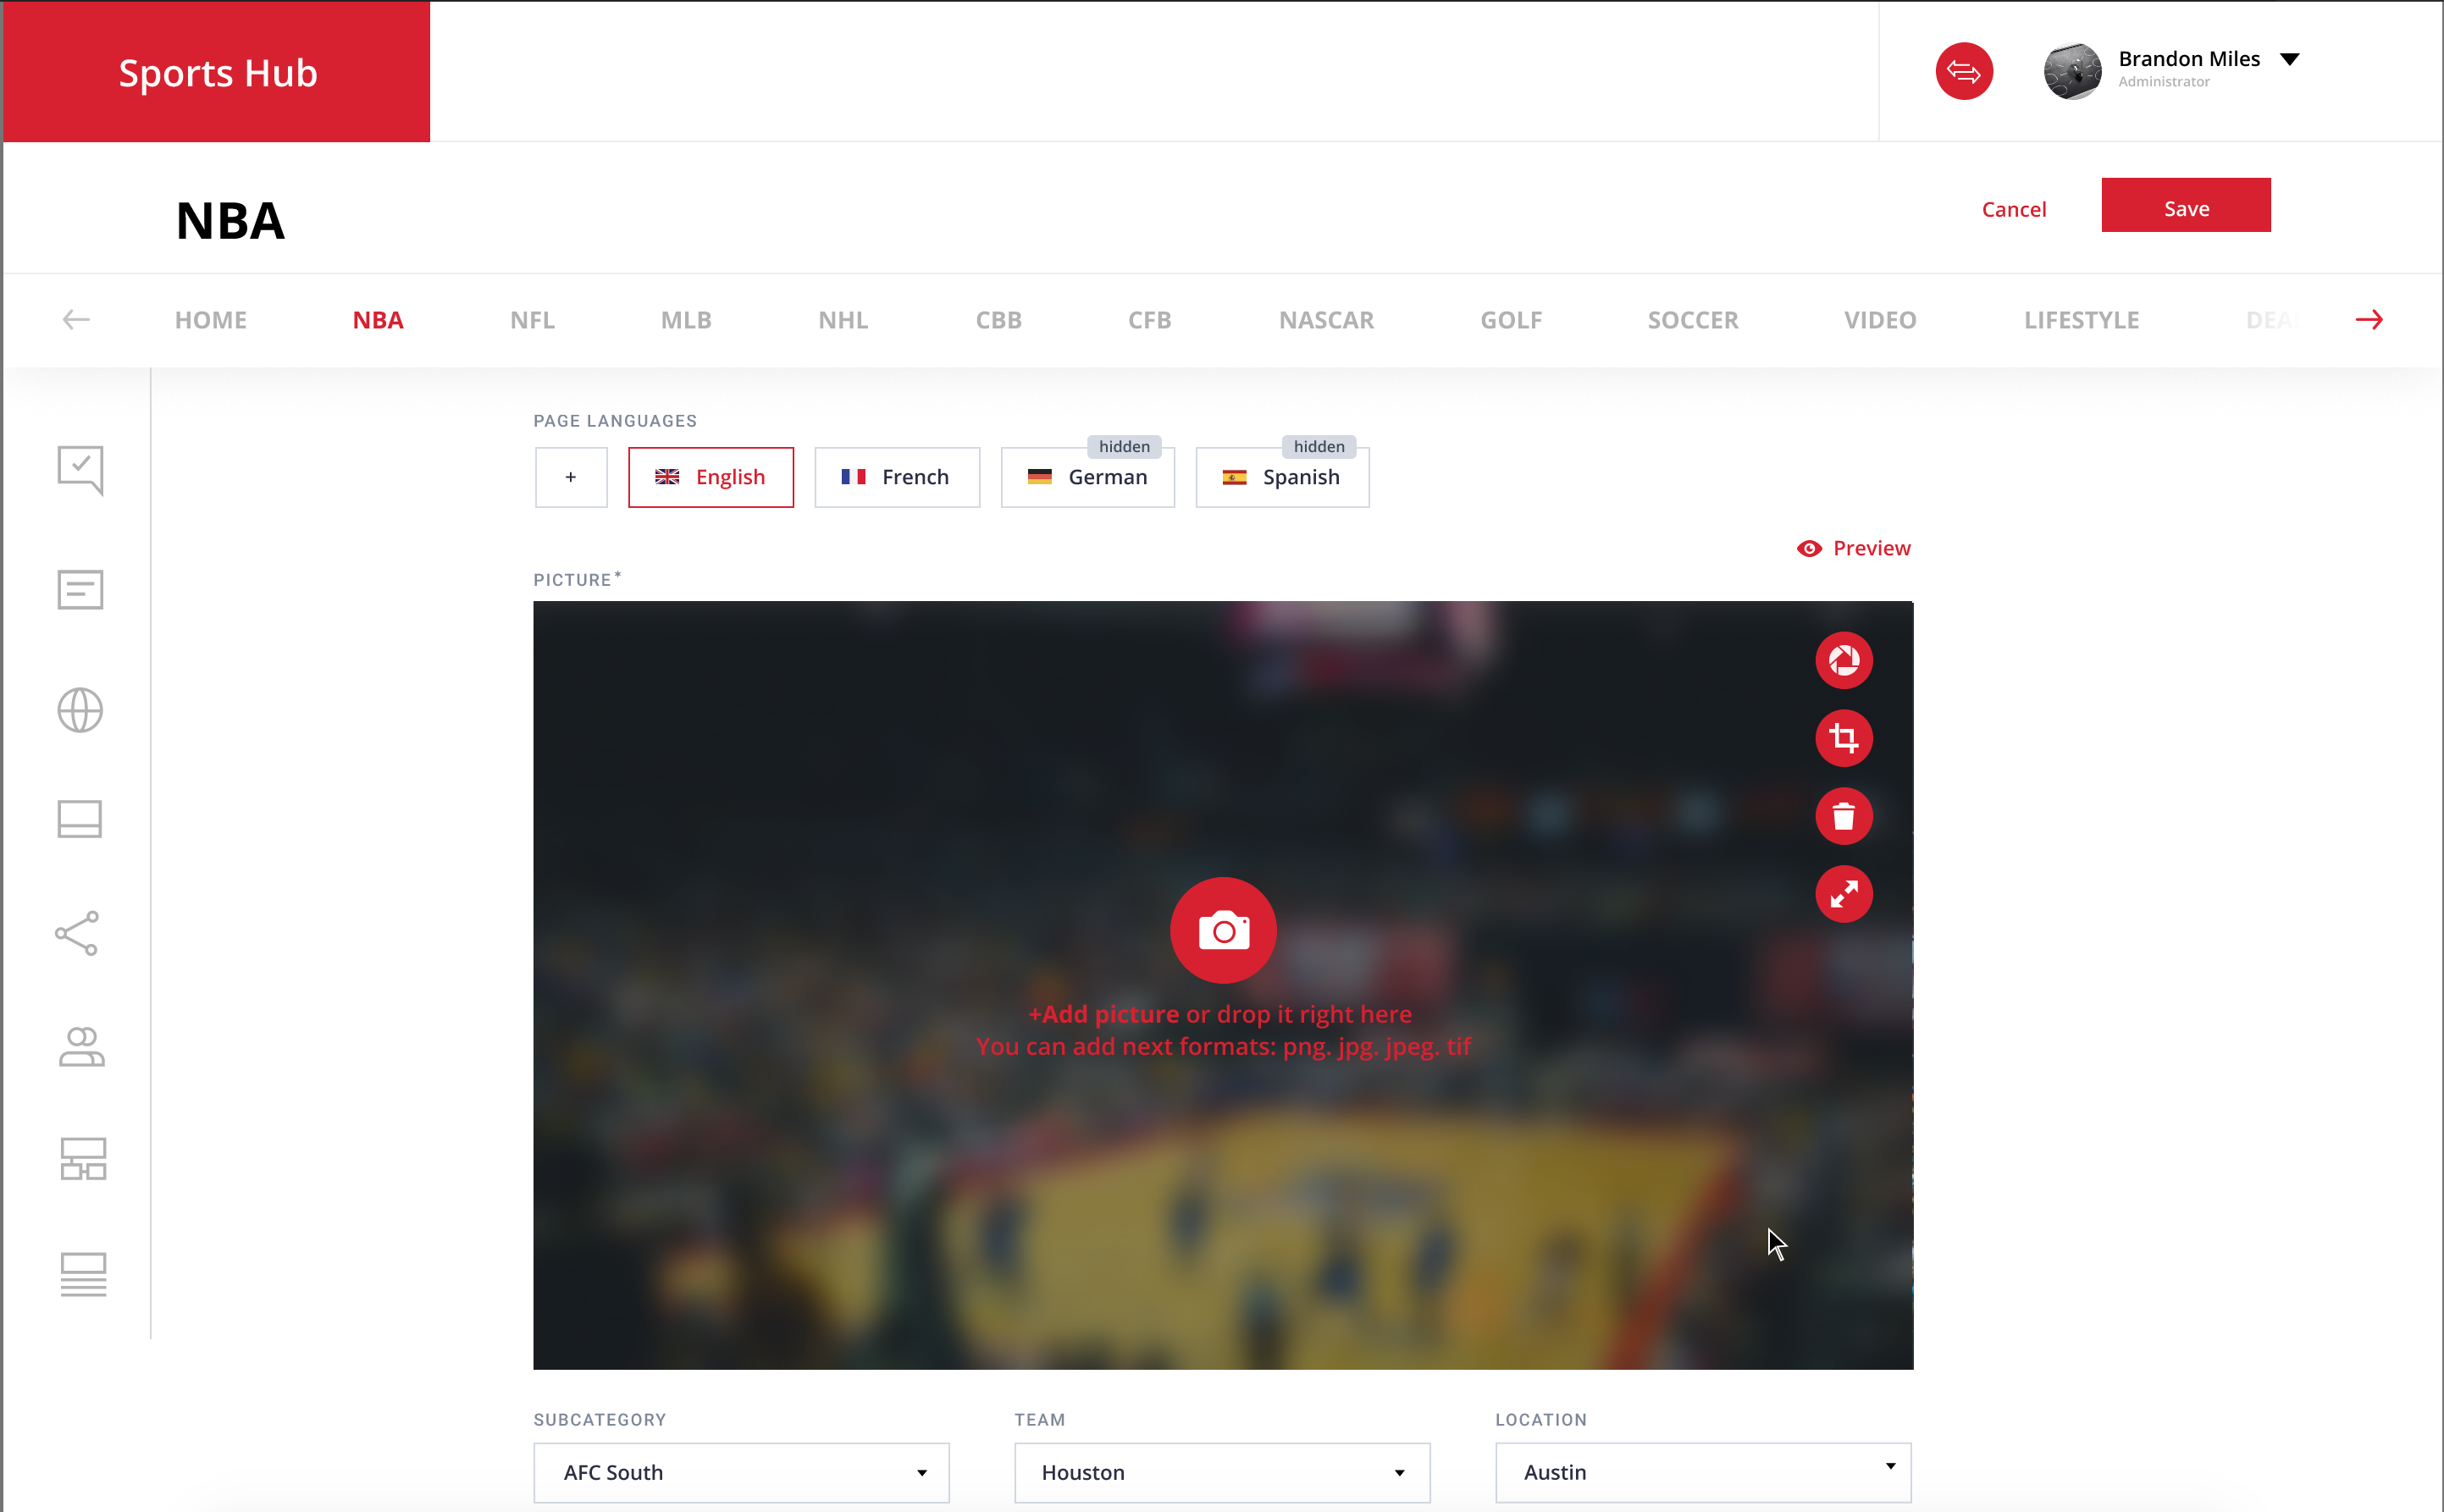 Sports Hub
Brandon Miles
Administrator
NBA
Cancel
Save
HOME NBA NFL MLB NHL CBB CFB NASCAR GOLF SOCCER VIDEO LIFESTYLE DEA
PAGE LANGUAGES
hidden hidden
+ English French German Spanish
Preview
PICTURE*
+Add picture or drop it right here
You can add next formats: png. jpg. jpeg. tif
SUBCATEGORY TEAM LOCATION
AFC South Houston Austin